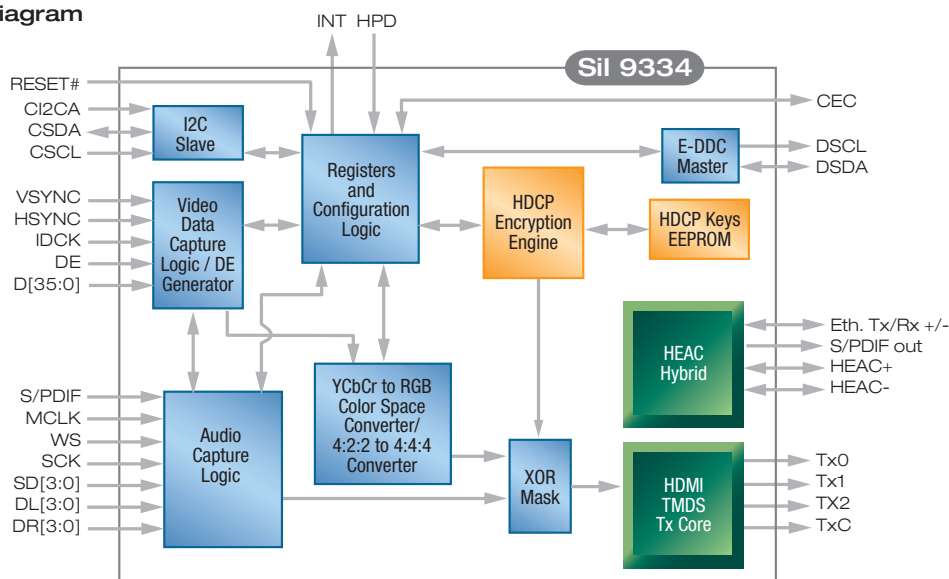 iagram
INT HPD
SiI 9334
RESET#
CI2CA
CSDA
CSCL
I2C
Slave
Registers
and
Configuration
Logic
CEC
E-DDC
Master
DSCL
DSDA
VSYNC
HSYNC
IDCK
DE
D[35:0]
Video
Data
Capture
Logic / DE
Generator
HDCP
Encryption
Engine
HDCP Keys
EEPROM
HEAC
Hybrid
Eth. Tx/Rx +/-
S/PDIF out
HEAC+
HEAC-
S/PDIF
MCLK
WS
SCK
SD[3:0]
DL[3:0]
DR[3:0]
Audio
Capture
Logic
YCbCr to RGB
Color Space
Converter/
4:2:2 to 4:4:4
Converter
XOR
Mask
HDMI
TMDS
Tx Core
Tx0
Tx1
TX2
TxC